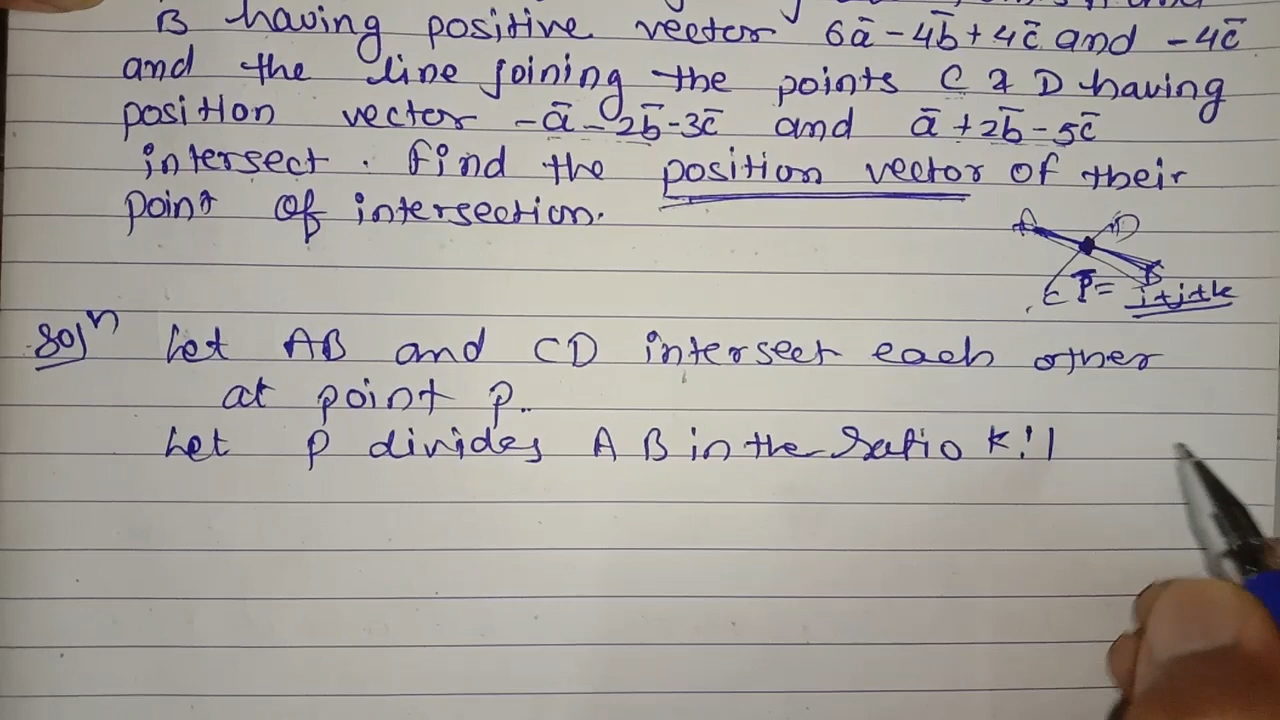 B having positive vector 6ā - 4b̄ + 4c̄ and -4c̄
and the line joining the points C & D having
position vector -ā - 2b̄ - 3c̄ and ā + 2b̄ - 5c̄
intersect. Find the position vector of their
point of intersection.
A D
C P̄ = i+j+k B
Solⁿ Let AB and CD intersect each other
at point P.
Let P divides AB in the ratio K:1